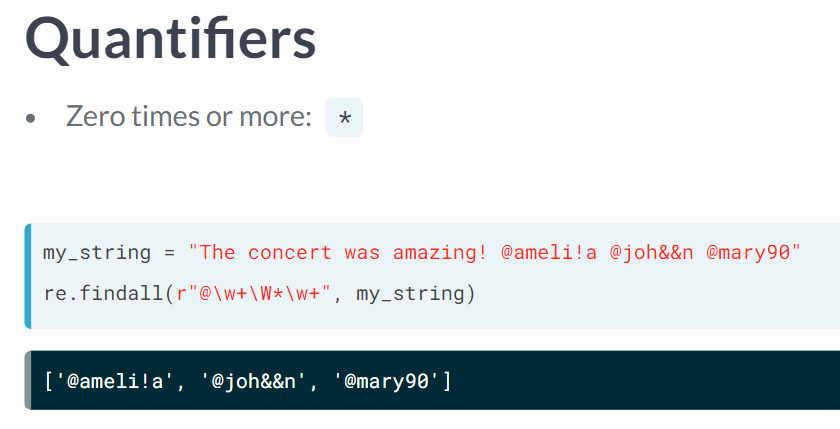 Quantifiers
• Zero times or more: *
my_string = "The concert was amazing! @ameli!a @joh&&n @mary90"
re.findall(r"@\w+\W*\w+", my_string)
['@ameli!a', '@joh&&n', '@mary90']